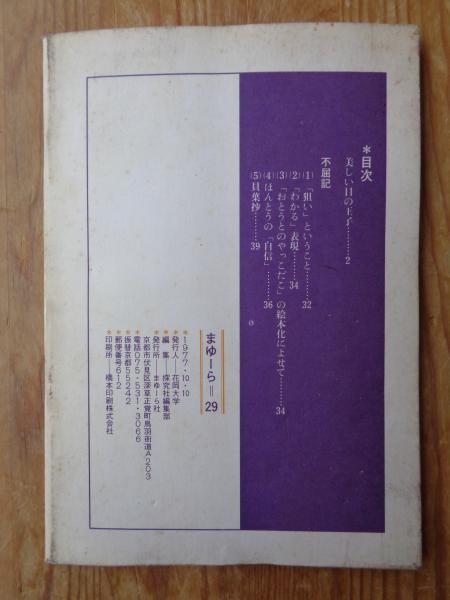 *目次
美しい目の王子………2
不屈記
(1)「狙い」ということ………32
(2)「わかる」表現………34
(3)「おとうとのやっこだこ」の絵本化によせて………34
(4)ほんとうの「自信」………36
(5)貝葉抄………39
まゆーら=29
*1977・10・10
*発行人—花岡大学
*編集—探究社編集部
*発行所—まゆーら社
京都市伏見区深草正覚町鳥羽街道A203
*電話075・531・3066
*振替京都55242
*郵便番号612
*印刷所・橋本印刷株式会社